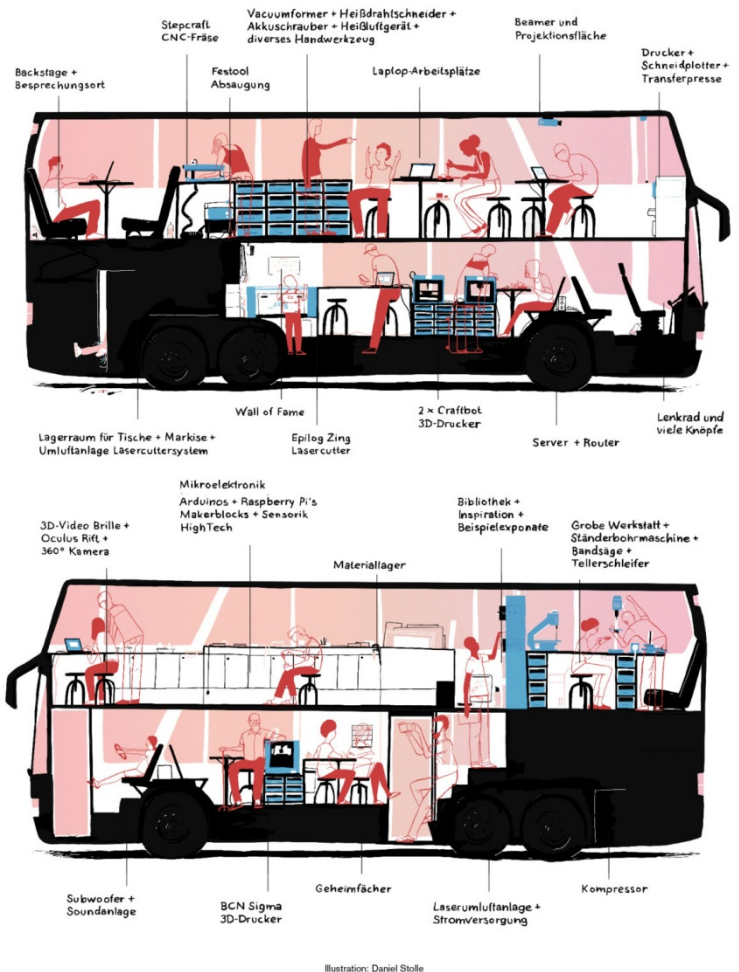 Vacuumformer + Heißdrahtschneider +
Akkuschrauber + Heißluftgerät +
diverses Handwerkzeug
Stepcraft
CNC-Fräse
Beamer und
Projektionsfläche
Drucker +
Schneidplotter +
Transferpresse
Backstage +
Besprechungsort
Festool
Absaugung
Laptop-Arbeitsplätze
Lagerraum für Tische + Markise +
Umluftanlage Lasercuttersystem
Wall of Fame
Epilog Zing
Lasercutter
2 x Craftbot
3D-Drucker
Server + Router
Lenkrad und
viele Knöpfe
3D-Video Brille +
Oculus Rift +
360° Kamera
Mikroelektronik
Arduinos + Raspberry Pi's
Makerblocks + Sensorik
HighTech
Materiallager
Bibliothek +
Inspiration +
Beispielexponate
Grobe Werkstatt +
Ständerbohrmaschine +
Bandsäge +
Tellerschleifer
Subwoofer +
Soundanlage
BCN Sigma
3D-Drucker
Geheimfächer
Laserumluftanlage +
Stromversorgung
Kompressor
Illustration: Daniel Stolle